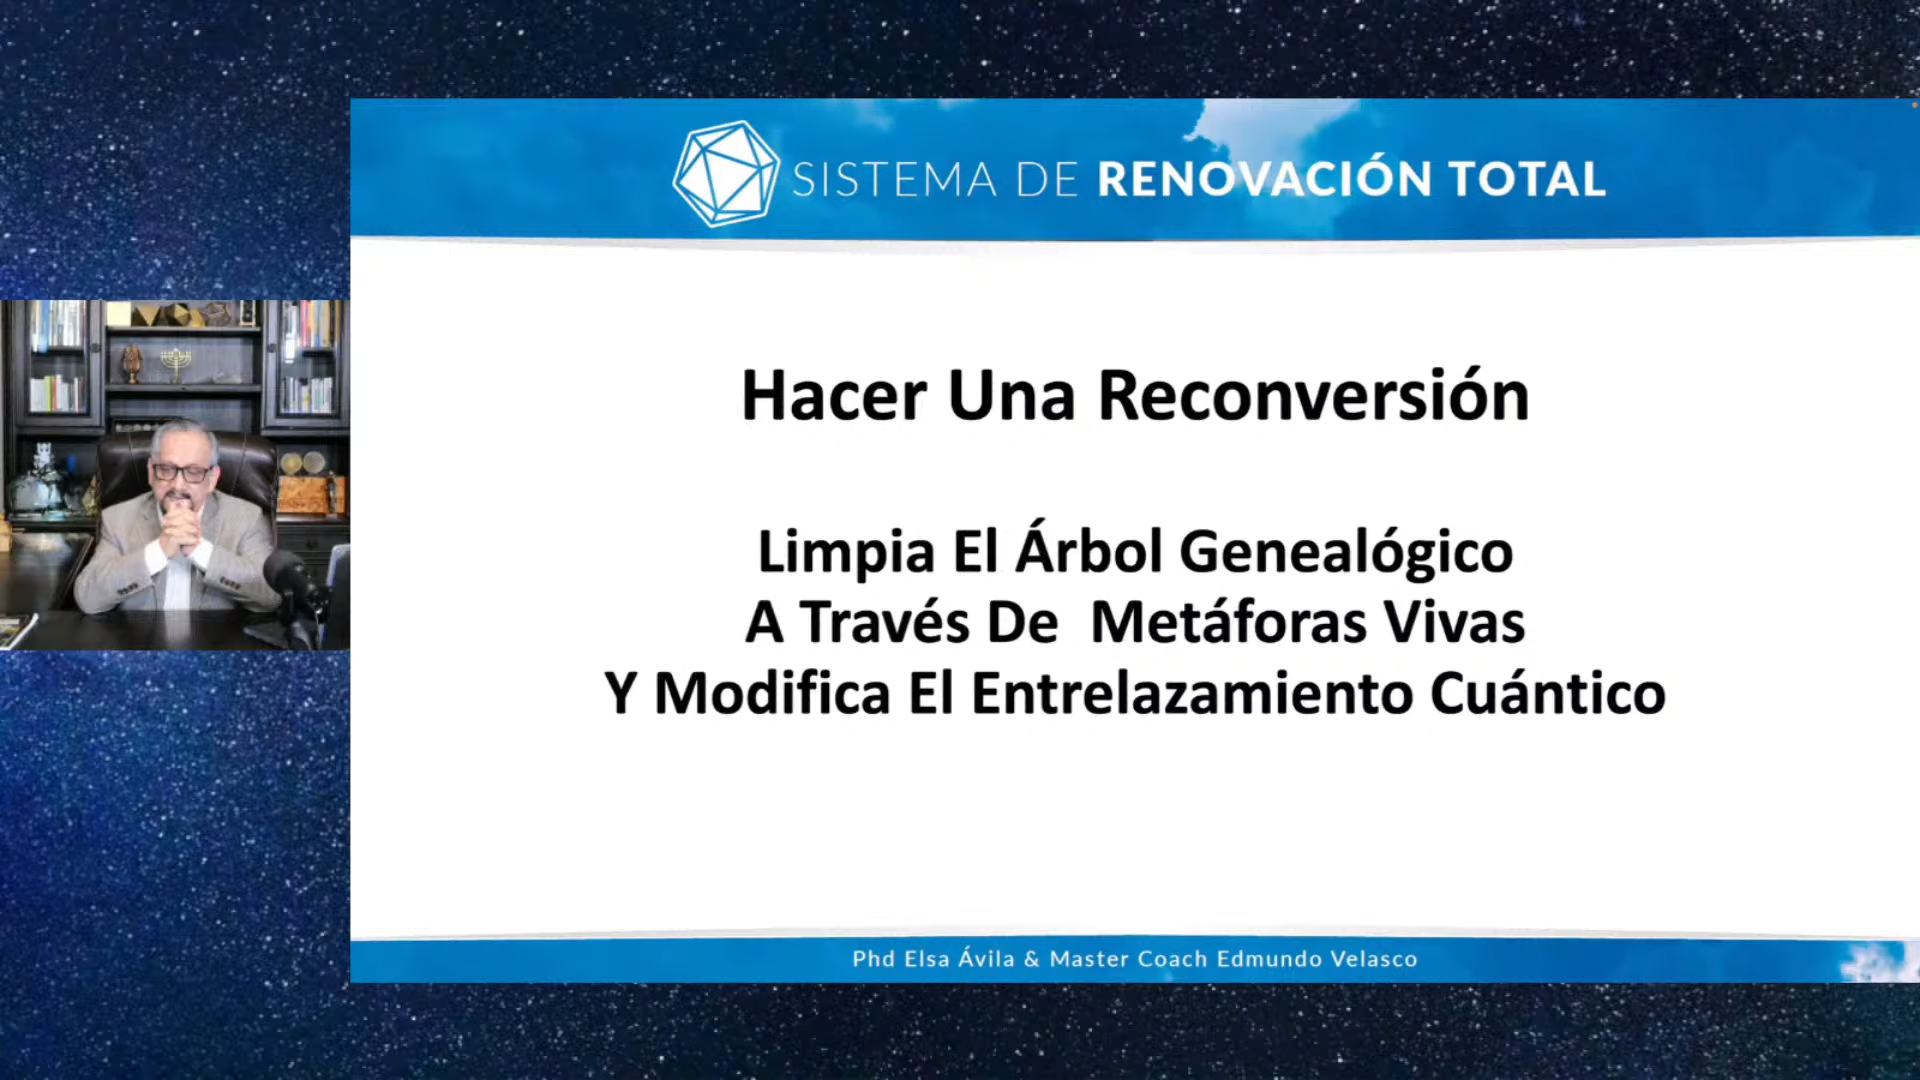 SISTEMA DE RENOVACIÓN TOTAL
Hacer Una Reconversión
Limpia El Árbol Genealógico
A Través De Metáforas Vivas
Y Modifica El Entrelazamiento Cuántico
Phd Elsa Ávila & Master Coach Edmundo Velasco